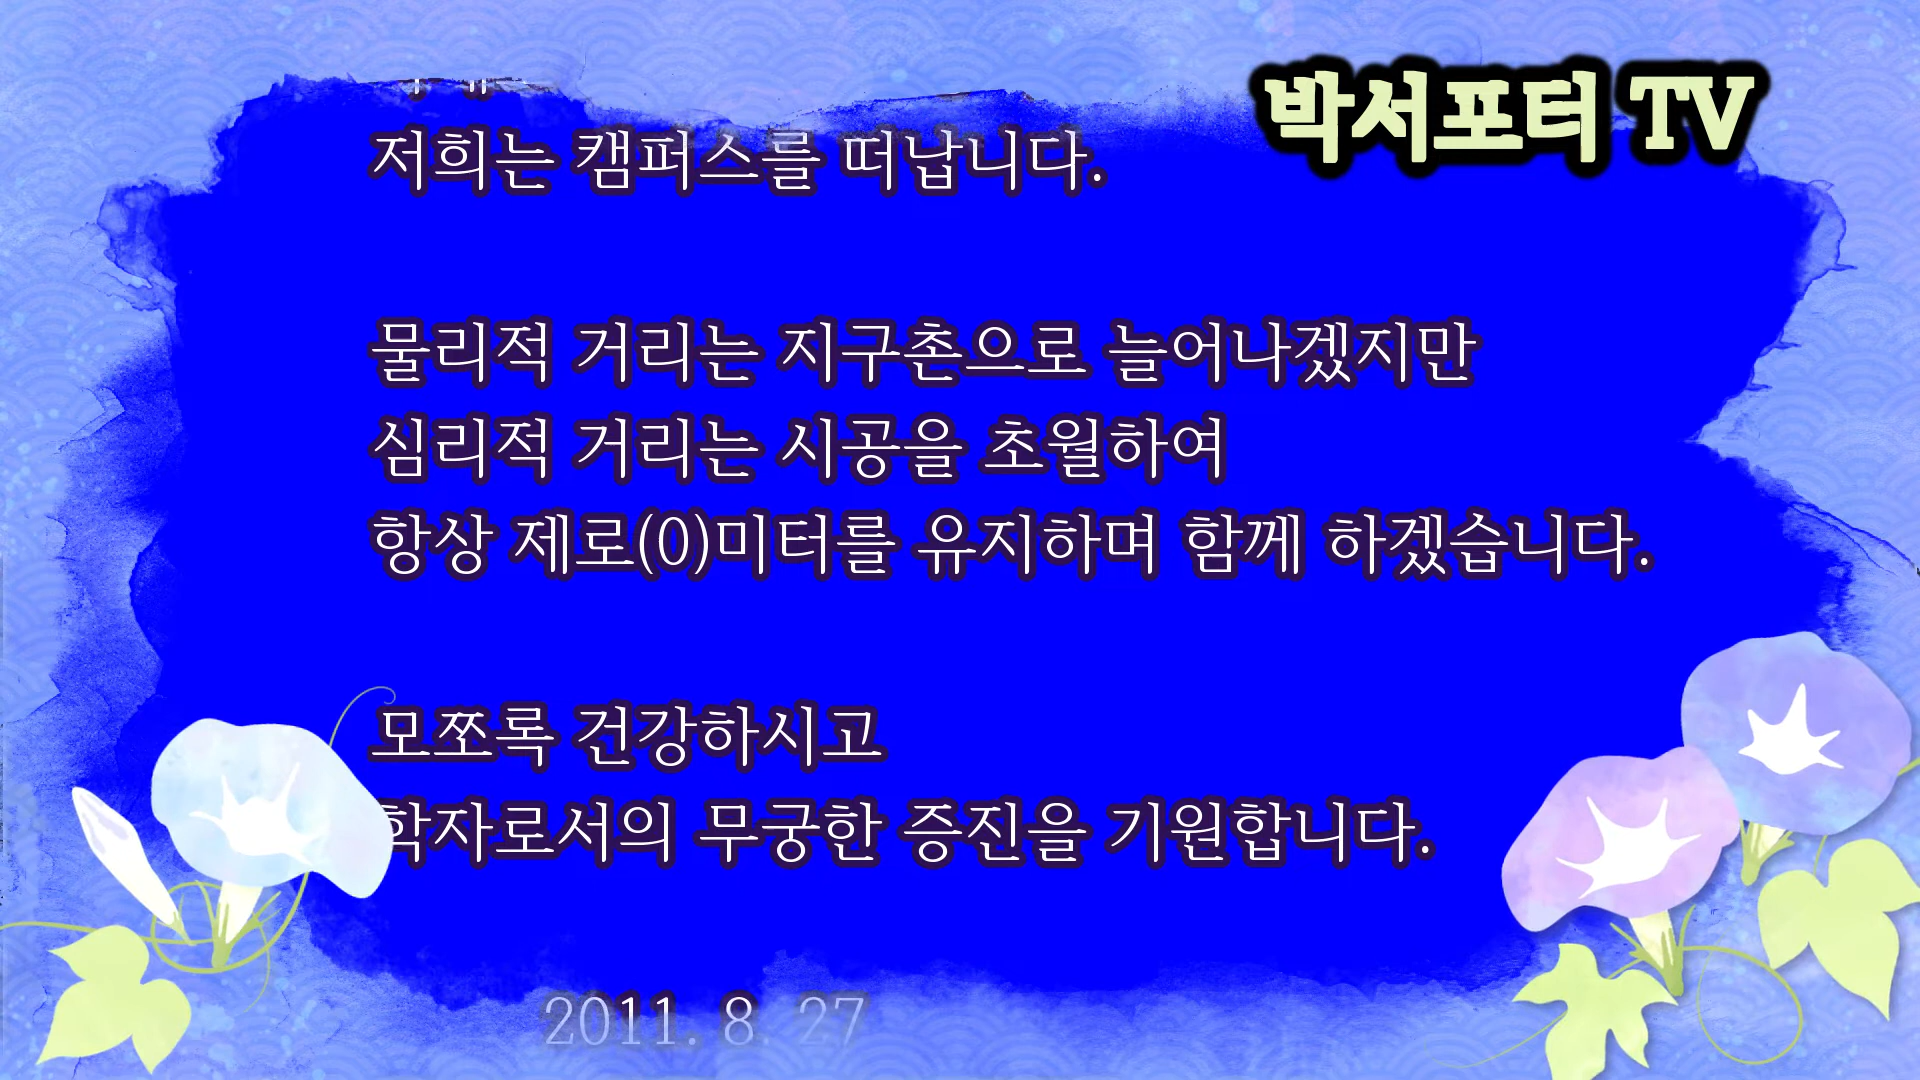 박서포터 TV
저희는 캠퍼스를 떠납니다.
물리적 거리는 지구촌으로 늘어나겠지만
심리적 거리는 시공을 초월하여
항상 제로(0)미터를 유지하며 함께 하겠습니다.
모쪼록 건강하시고
학자로서의 무궁한 증진을 기원합니다.
2011. 8. 27